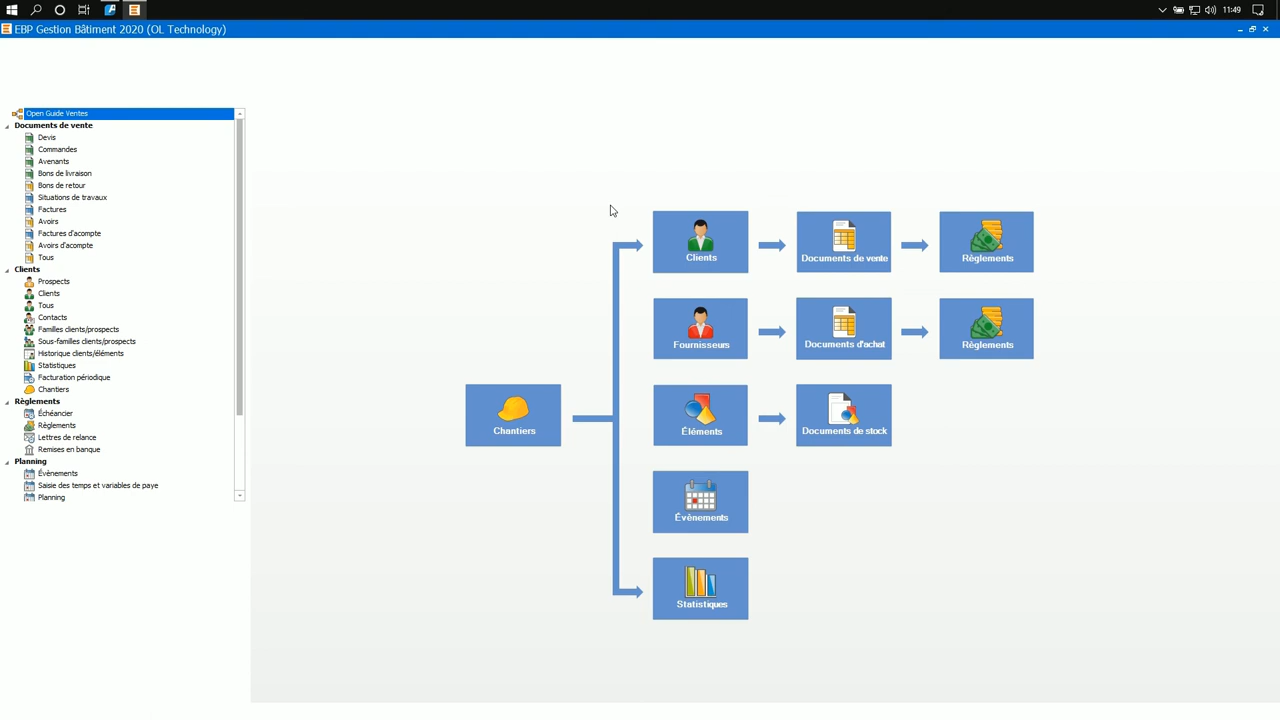 11:49
EBP Gestion Bâtiment 2020 (OL Technology)
Open Guide Ventes
Documents de vente
Devis
Commandes
Avenants
Bons de livraison
Bons de retour
Situations de travaux
Factures
Avoirs
Factures d'acompte
Avoirs d'acompte
Tous
Clients
Prospects
Clients
Tous
Contacts
Familles clients/prospects
Sous-familles clients/prospects
Historique clients/éléments
Statistiques
Facturation périodique
Chantiers
Règlements
Échéancier
Règlements
Lettres de relance
Remises en banque
Planning
Évènements
Saisie des temps et variables de paye
Planning
Clients
Documents de vente
Règlements
Fournisseurs
Documents d'achat
Règlements
Chantiers
Éléments
Documents de stock
Évènements
Statistiques